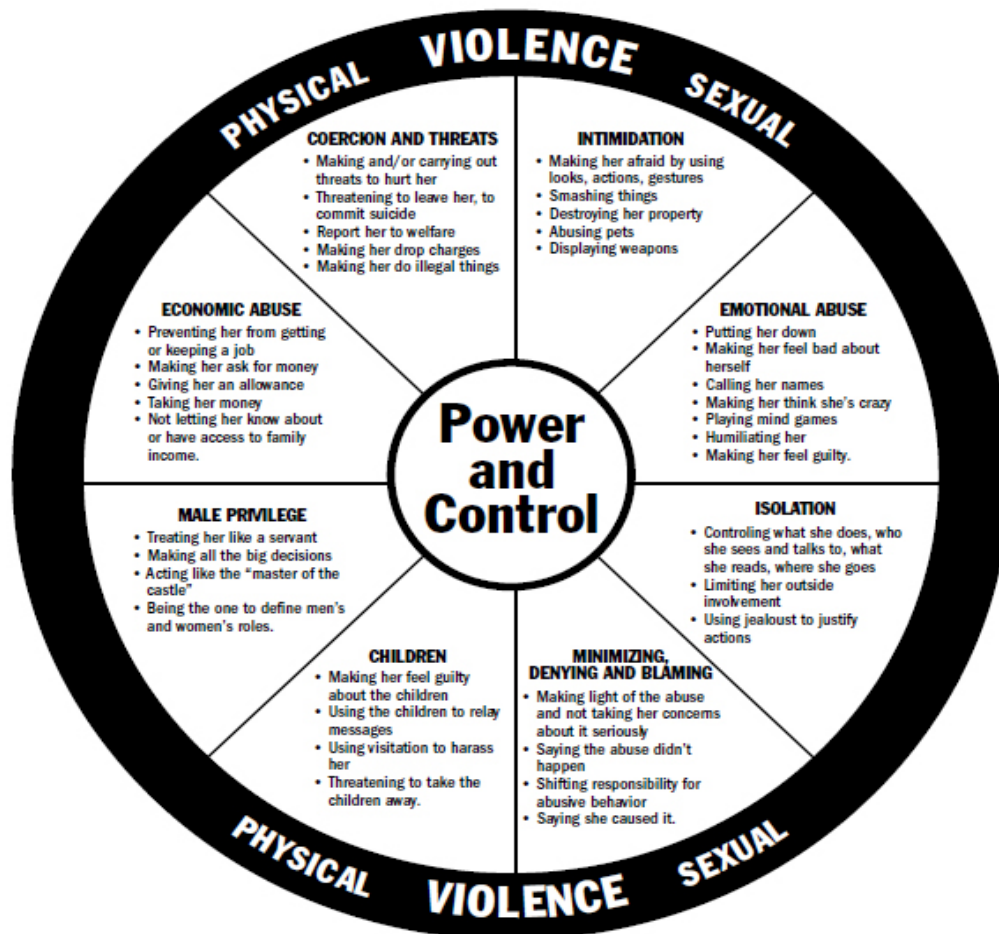 PHYSICAL VIOLENCE SEXUAL
COERCION AND THREATS
• Making and/or carrying out
threats to hurt her
• Threatening to leave her, to
commit suicide
• Report her to welfare
• Making her drop charges
• Making her do illegal things
INTIMIDATION
• Making her afraid by using
looks, actions, gestures
• Smashing things
• Destroying her property
• Abusing pets
• Displaying weapons
ECONOMIC ABUSE
• Preventing her from getting
or keeping a job
• Making her ask for money
• Giving her an allowance
• Taking her money
• Not letting her know about
or have access to family
income.
EMOTIONAL ABUSE
• Putting her down
• Making her feel bad about
herself
• Calling her names
• Making her think she's crazy
• Playing mind games
• Humiliating her
• Making her feel guilty.
Power
and
Control
MALE PRIVILEGE
• Treating her like a servant
• Making all the big decisions
• Acting like the “master of the
castle”
• Being the one to define men's
and women's roles.
ISOLATION
• Controling what she does, who
she sees and talks to, what
she reads, where she goes
• Limiting her outside
involvement
• Using jealoust to justify
actions
CHILDREN
• Making her feel guilty
about the children
• Using the children to relay
messages
• Using visitation to harass
her
• Threatening to take the
children away.
MINIMIZING,
DENYING AND BLAMING
• Making light of the abuse
and not taking her concerns
about it seriously
• Saying the abuse didn't
happen
• Shifting responsibility for
abusive behavior
• Saying she caused it.
PHYSICAL VIOLENCE SEXUAL